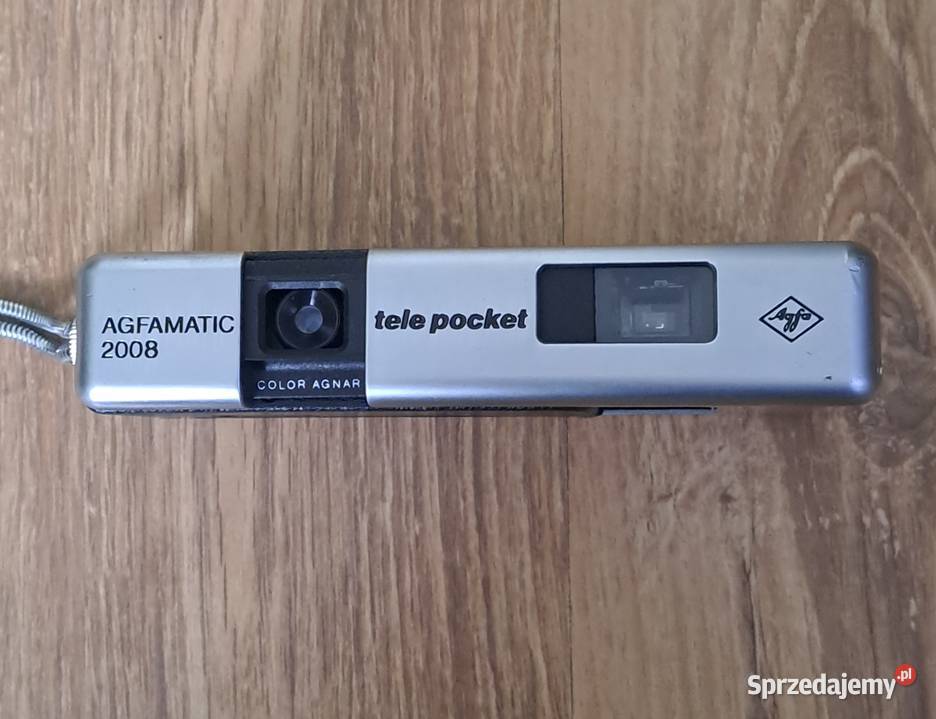 AGFAMATIC
2008
COLOR AGNAR
tele pocket
Agfa
Sprzedajemy.pl